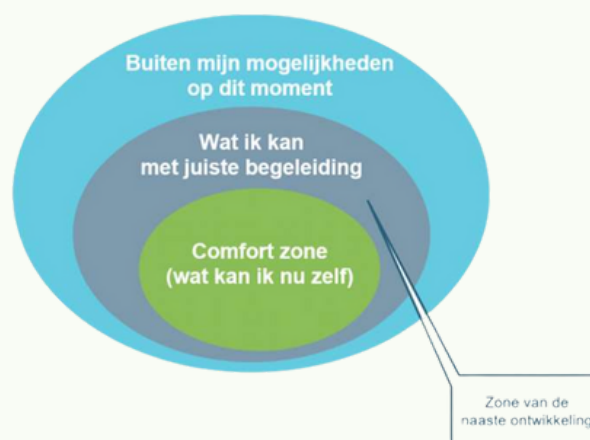 Buiten mijn mogelijkheden
op dit moment
Wat ik kan
met juiste begeleiding
Comfort zone
(wat kan ik nu zelf)
Zone van de
naaste ontwikkeling